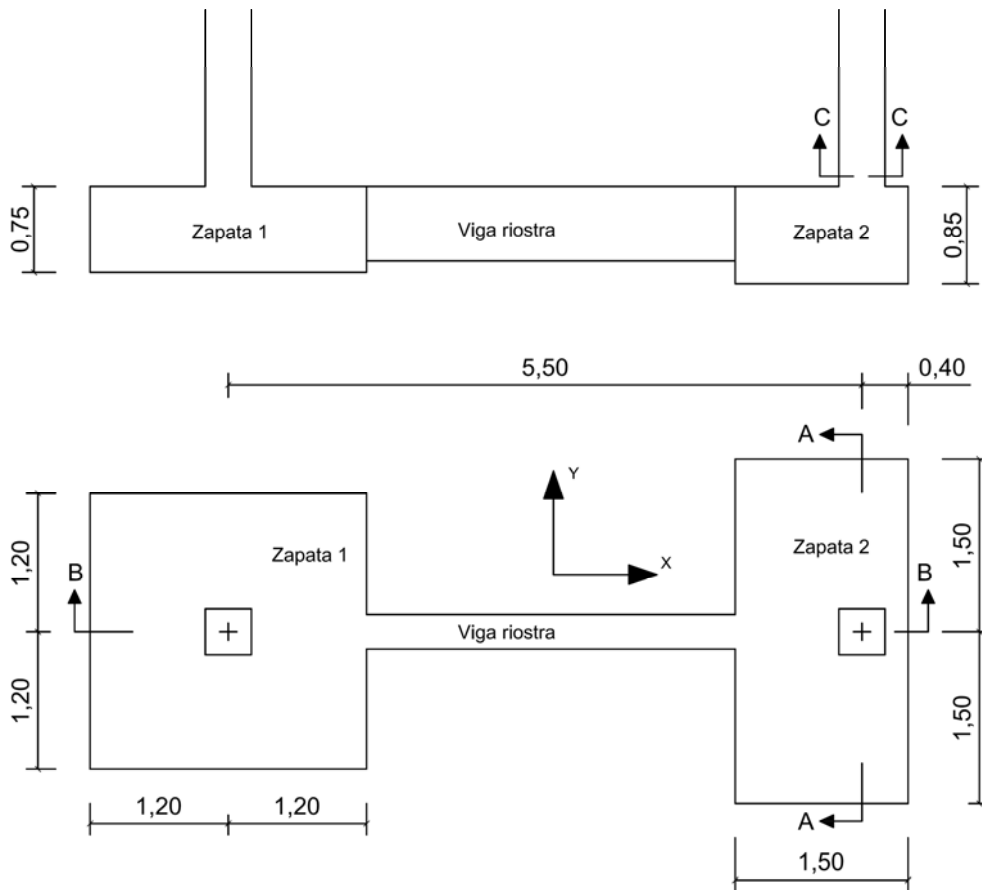 C
C
0,75
Zapata 1
Viga riostra
Zapata 2
0,85
5,50
0,40
A
Y
X
1,20
Zapata 1
Zapata 2
1,50
B
B
Viga riostra
1,20
1,50
1,20
1,20
A
1,50